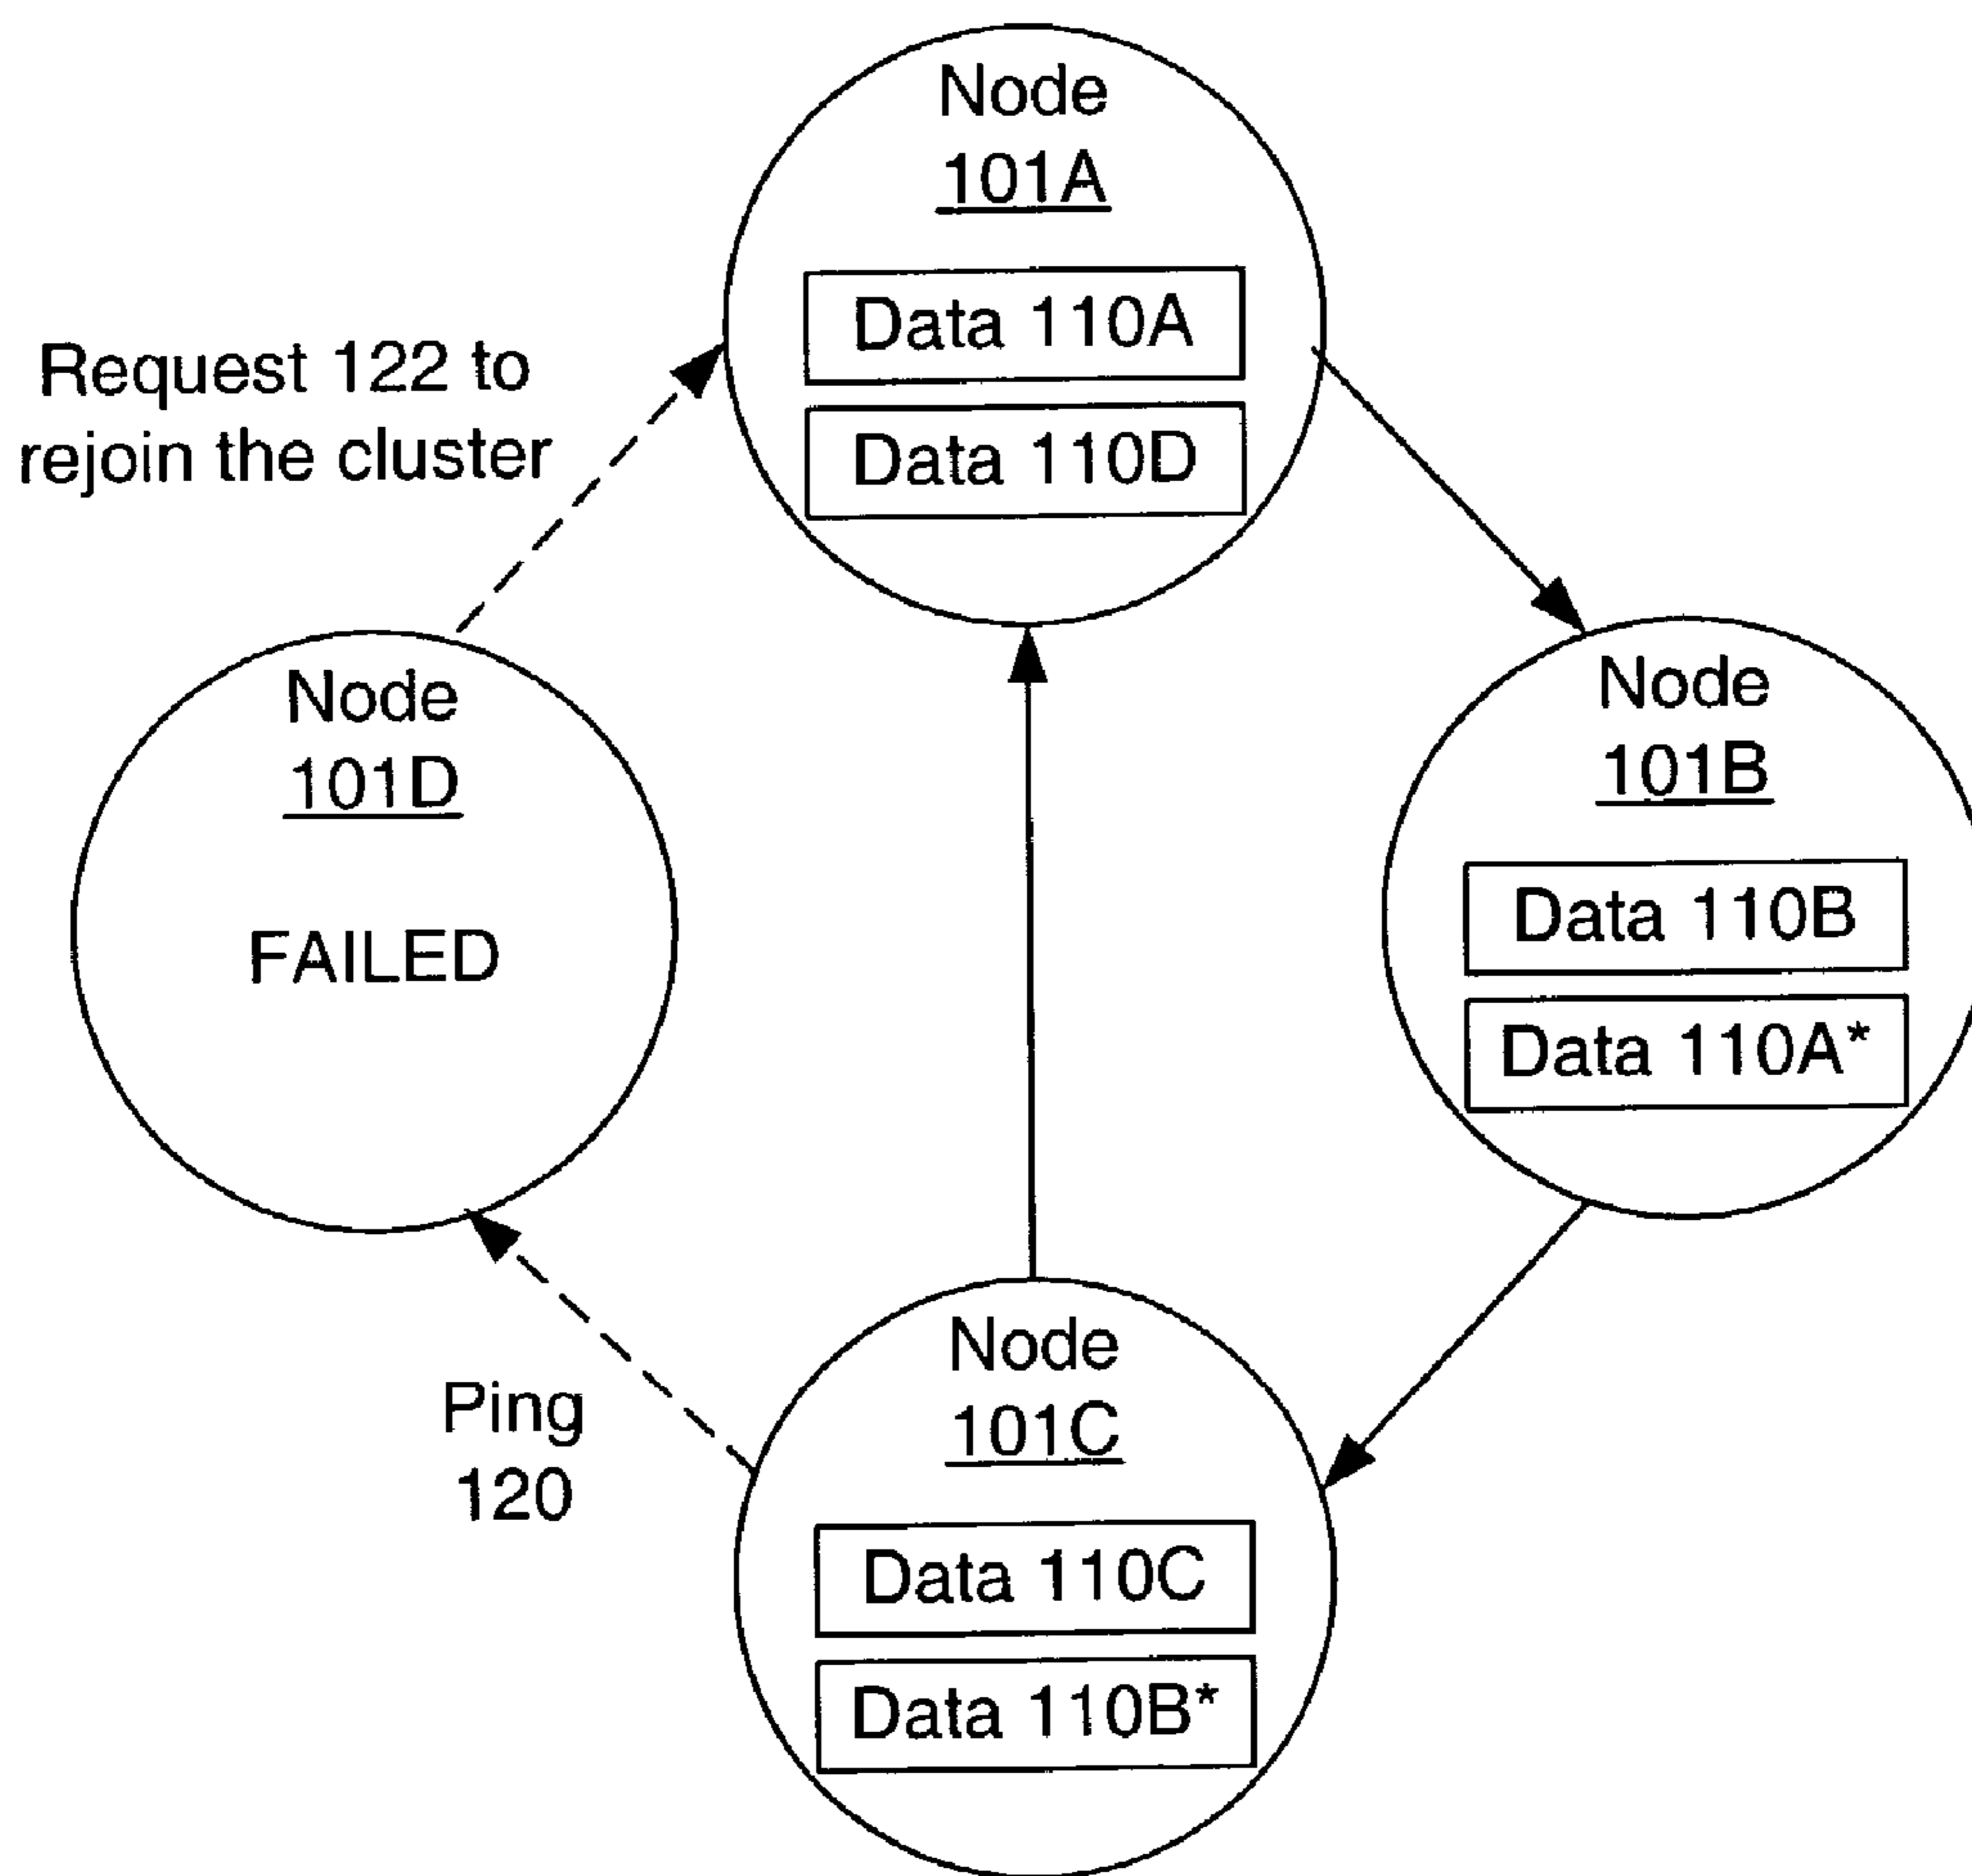 Node
101A
Data 110A
Data 110D
Request 122 to
rejoin the cluster
Node
101D
FAILED
Node
101B
Data 110B
Data 110A*
Ping
120
Node
101C
Data 110C
Data 110B*